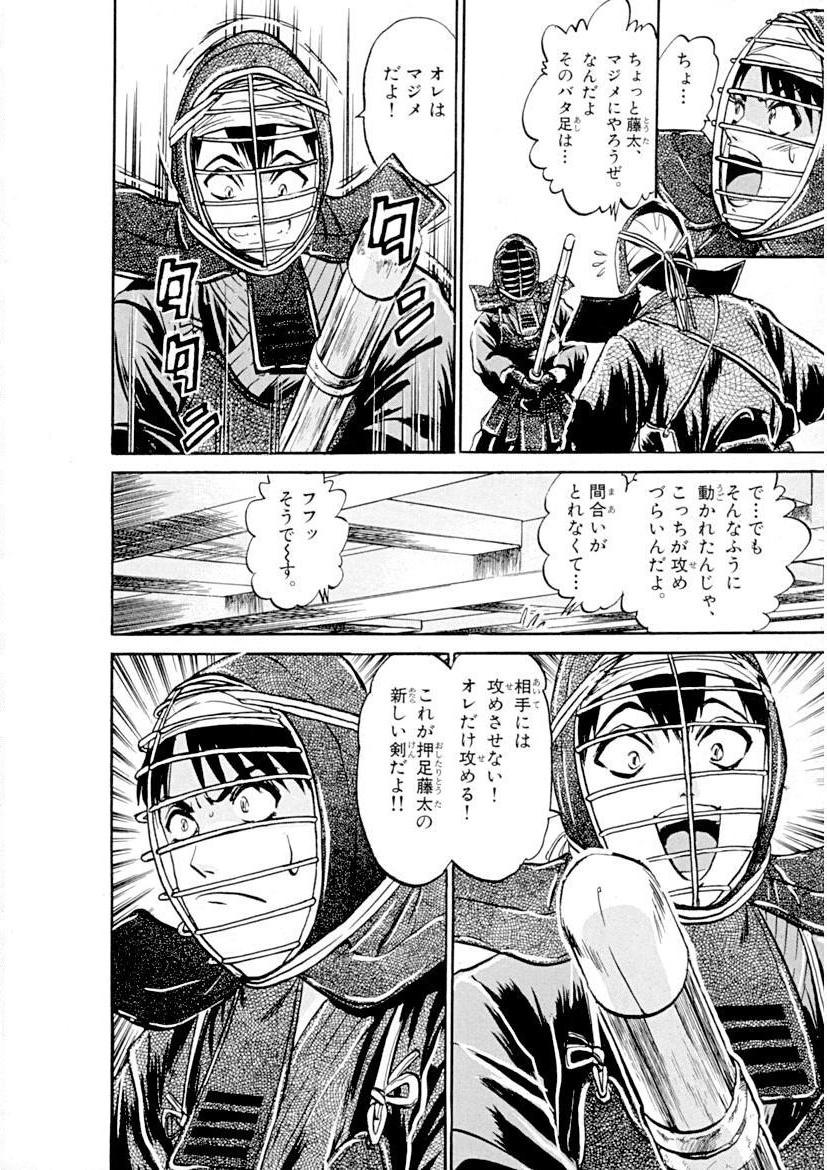 ちょ…
ちょっと藤太、
マジメにやろうぜ。
なんだよ
そのバタ足は…
オレは
マジメ
だよ!
で…でも
そんなふうに
動かれたんじゃ、
こっちが攻め
づらいんだよ。
間合いが
とれなくて…
フフッ
そうで〜す。
相手には
攻めさせない!
オレだけ攻める!
これが押足藤太の
新しい剣だよ!!